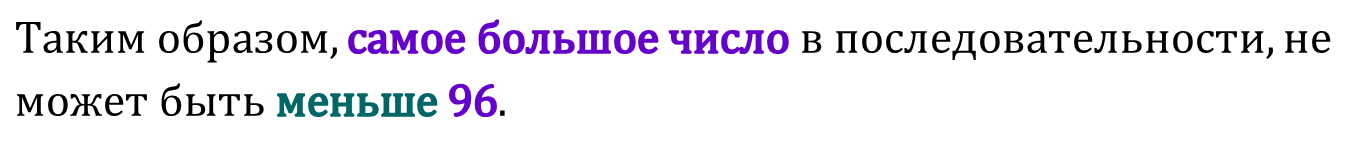 Таким образом, самое большое число в последовательности, не
может быть меньше 96.